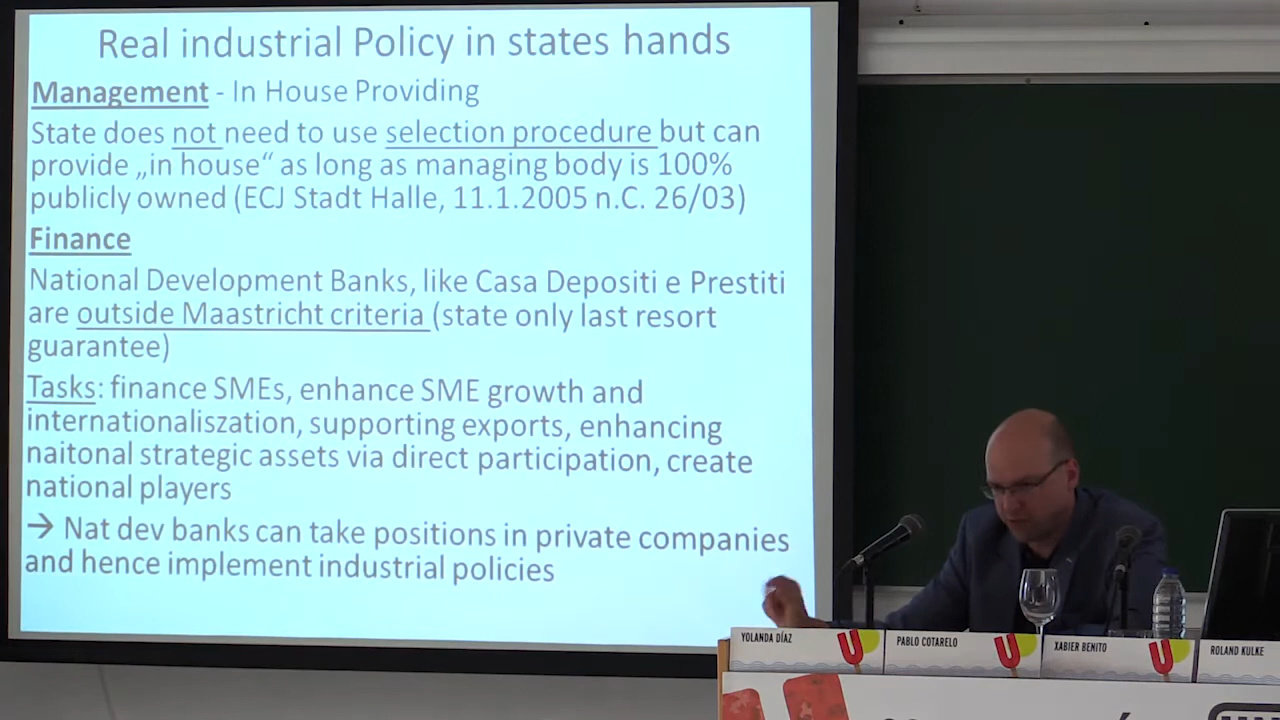 Real industrial Policy in states hands
Management - In House Providing
State does not need to use selection procedure but can
provide „in house“ as long as managing body is 100%
publicly owned (ECJ Stadt Halle, 11.1.2005 n.C. 26/03)
Finance
National Development Banks, like Casa Depositi e Prestiti
are outside Maastricht criteria (state only last resort
guarantee)
Tasks: finance SMEs, enhance SME growth and
internationaliszation, supporting exports, enhancing
naitonal strategic assets via direct participation, create
national players
→ Nat dev banks can take positions in private companies
and hence implement industrial policies
YOLANDA DÍAZ
PABLO COTARELO
XABIER BENITO
ROLAND KULKE